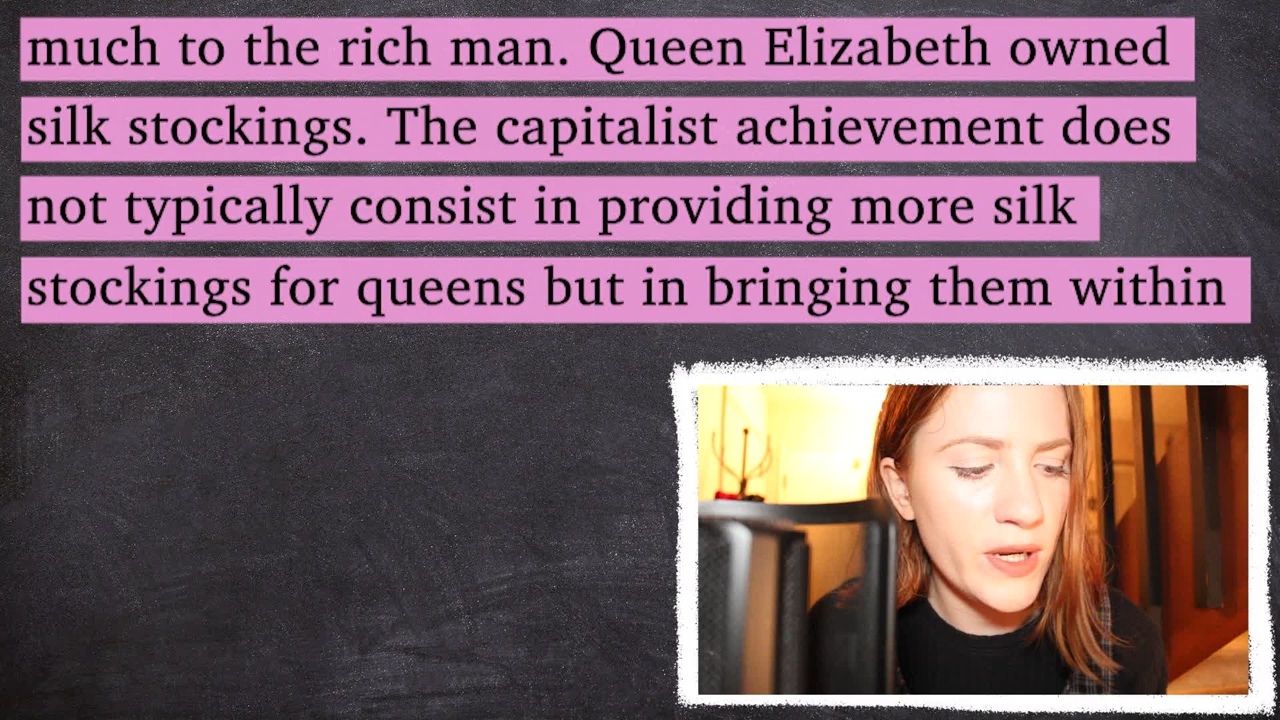 much to the rich man. Queen Elizabeth owned
silk stockings. The capitalist achievement does
not typically consist in providing more silk
stockings for queens but in bringing them within